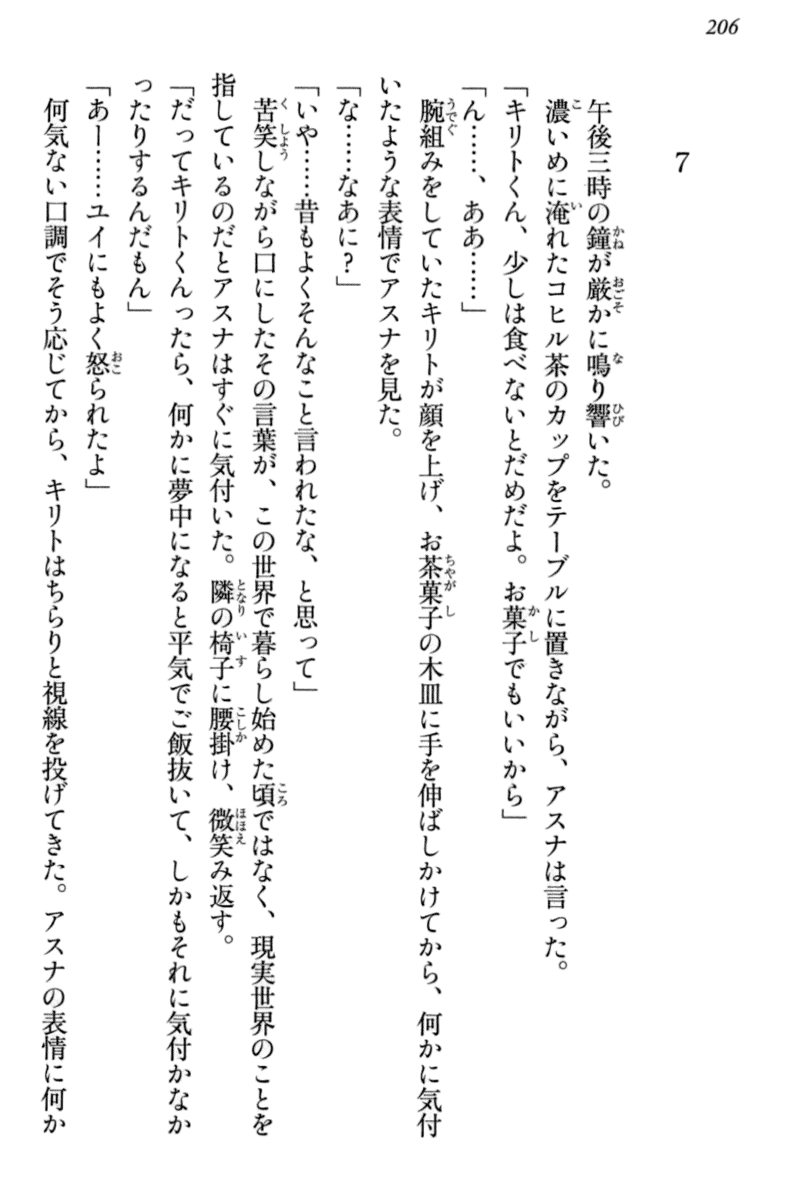 206
7
午後三時の鐘が厳かに鳴り響いた。
濃いめに淹れたコヒル茶のカップをテーブルに置きながら、アスナは言った。
「キリトくん、少しは食べないとだめだよ。お菓子でもいいから」
「ん……、ああ……」
腕組みをしていたキリトが顔を上げ、お茶菓子の木皿に手を伸ばしかけてから、何かに気付
いたような表情でアスナを見た。
「な……なあに？」
「いや……昔もよくそんなこと言われたな、と思って」
苦笑しながら口にしたその言葉が、この世界で暮らし始めた頃ではなく、現実世界のことを
指しているのだとアスナはすぐに気付いた。隣の椅子に腰掛け、微笑み返す。
「だってキリトくんったら、何かに夢中になると平気でご飯抜いて、しかもそれに気付かなか
ったりするんだもん」
「あー……ユイにもよく怒られたよ」
何気ない口調でそう応じてから、キリトはちらりと視線を投げてきた。アスナの表情に何か